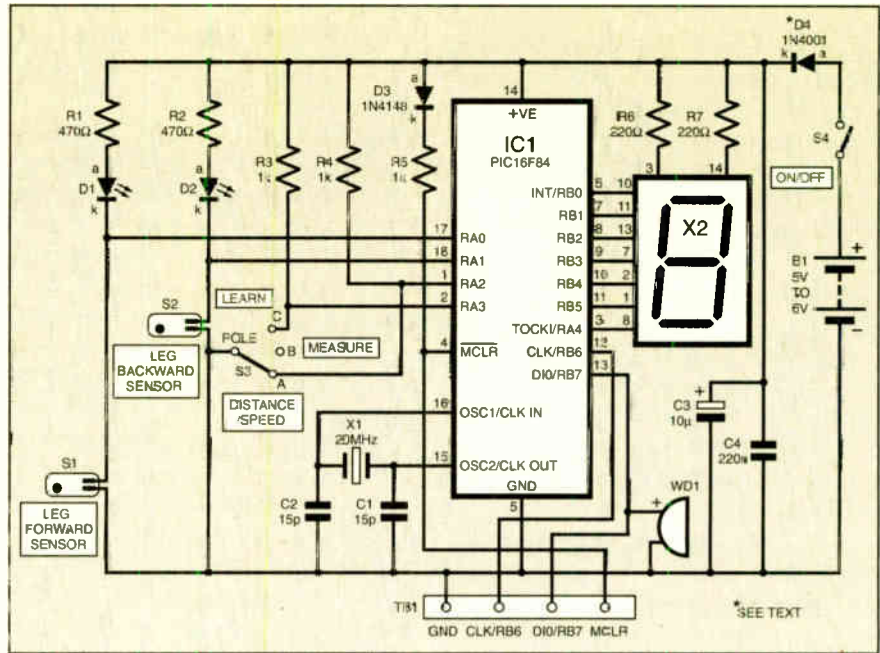 *D4
1N4001
k
a
R1
470Ω
R2
470Ω
D3
1N4148
a
k
14
+VE
IC1
PIC16F84
R6
220Ω
R7
220Ω
S4
ON/OFF
a
D1
k
a
D2
k
R3
1k
R4
1k
R5
1k
3
14
INT/RB0
RB1
RB2
RB3
RB4
RB5
TOCKI/RA4
CLK/RB6
DI0/RB7
7
8
9
10
11
3
12
13
10
11
13
7
2
1
8
X2
B1
5V
TO
6V
+
−
17
18
1
2
4
16
15
RA0
RA1
RA2
RA3
MCLR
OSC1/CLK IN
OSC2/CLK OUT
GND
5
S2
LEG
BACKWARD
SENSOR
LEARN
C
POLE
B
MEASURE
S3
A
DISTANCE
/SPEED
X1
20MHz
C2
15p
C1
15p
S1
LEG
FORWARD
SENSOR
+
C3
10μ
C4
220n
WD1
+
TB1
GND CLK/RB6 DI0/RB7 MCLR
*SEE TEXT